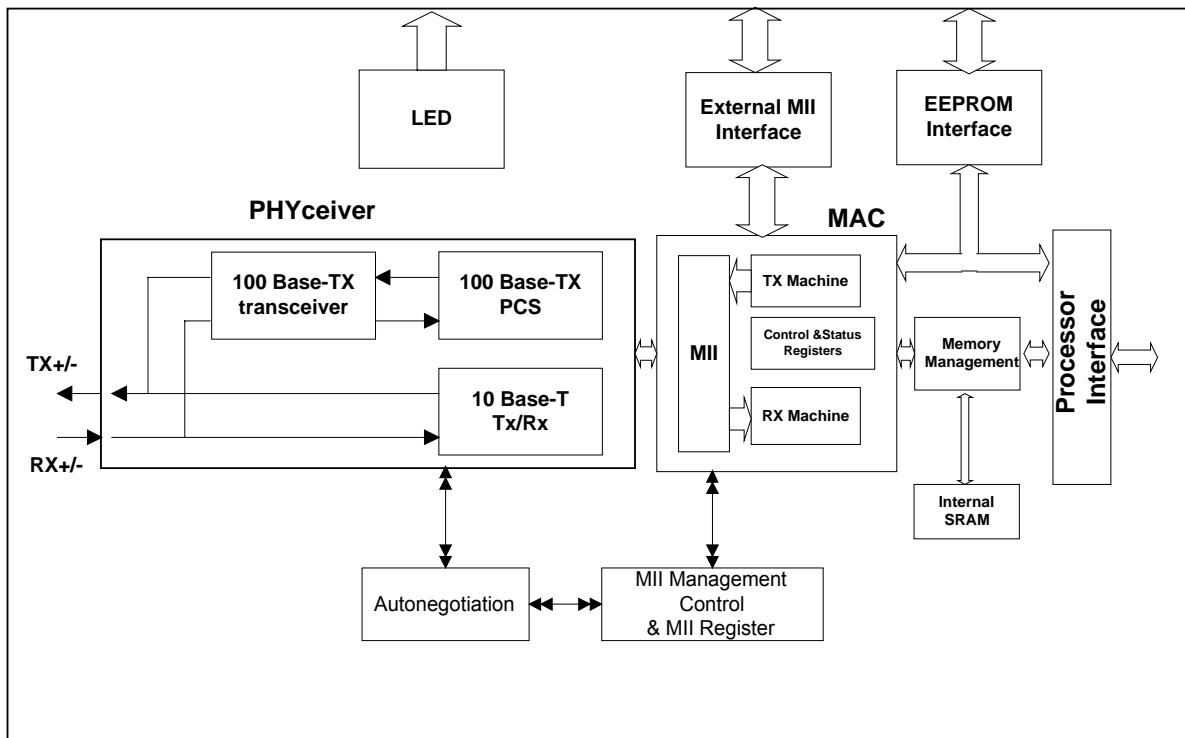 LED
External MII
Interface
EEPROM
Interface
PHYceiver
MAC
100 Base-TX
transceiver
100 Base-TX
PCS
10 Base-T
Tx/Rx
TX+/-
RX+/-
MII
TX Machine
Control &Status
Registers
RX Machine
Memory
Management
Internal
SRAM
Processor
Interface
Autonegotiation
MII Management
Control
& MII Register